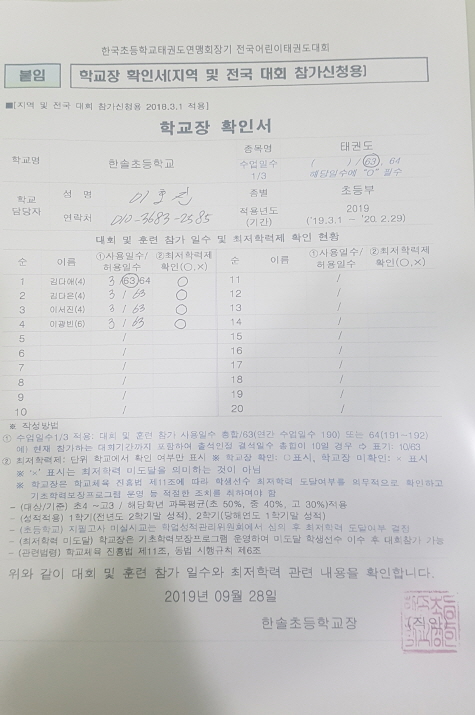 한국초등학교태권도연맹회장기 전국어린이태권도대회
붙임 학교장 확인서(지역 및 전국 대회 참가신청용)
■[지역 및 전국 대회 참가신청용 2018.3.1 적용]
학교장 확인서
학교명 한솔초등학교 종목명 태권도
수업일수 1/3 ( )/63, 64
해당일수에 "O" 필수
학교 담당자 성 명 종별 초등부
연락처 010-3683-2585 적용년도 (기간) 2019 ('19.3.1 ~ '20.2.29)
대회 및 훈련 참가 일수 및 최저학력제 확인 현황
순 이름 ①사용일수/허용일수 ②최저학력제 확인(○,×) 순 이름 ①사용일수/허용일수 ②최저학력제 확인(○,×)
1 김다애(4) 3/63 64 ○ 11 /
2 김다은(4) 3/63 ○ 12 /
3 이서진(4) 3/63 ○ 13 /
4 이광빈(6) 3/63 ○ 14 /
5 / 15 /
6 / 16 /
7 / 17 /
8 / 18 /
9 / 19 /
10 / 20 /
※ 작성방법
① 수업일수1/3 적용: 대회 및 훈련 참가 사용일수 총합/63(연간 수업일수 190) 또는 64(191~192)
에) 현재 참가하는 대회기간까지 포함하여 출석인정 결석일수 총합이 10일 경우 ⇨ 표기: 10/63
② 최저학력제: 단위 학교에서 확인 여부만 표시 ※ 학교장 확인: ○표시, 학교장 미확인: × 표시
※ '×' 표시는 최저학력 미도달을 의미하는 것이 아님
※ 학교장은 학교체육 진흥법 제11조에 따라 학생선수 최저학력 도달여부를 의무적으로 확인하고
기초학력보장프로그램 운영 등 적절한 조치를 취하여야 함
- (대상/기준) 초4 ~고3 / 해당학년 과목평균(초 50%, 중 40%, 고 30%)적용
- (성적적용) 1학기(전년도 2학기말 성적), 2학기(당해년도 1학기말 성적)
- (초등학교) 지필고사 미실시교는 학업성적관리위원회에서 심의 후 최저학력 도달여부 결정
- (최저학력 미도달) 학교장은 기초학력보장프로그램 운영하여 미도달 학생선수 이수 후 대회참가 가능
- (관련법령) 학교체육 진흥법 제11조, 동법 시행규칙 제6조
위와 같이 대회 및 훈련 참가 일수와 최저학력 관련 내용을 확인합니다.
2019년 09월 28일
한솔초등학교장 (직인)